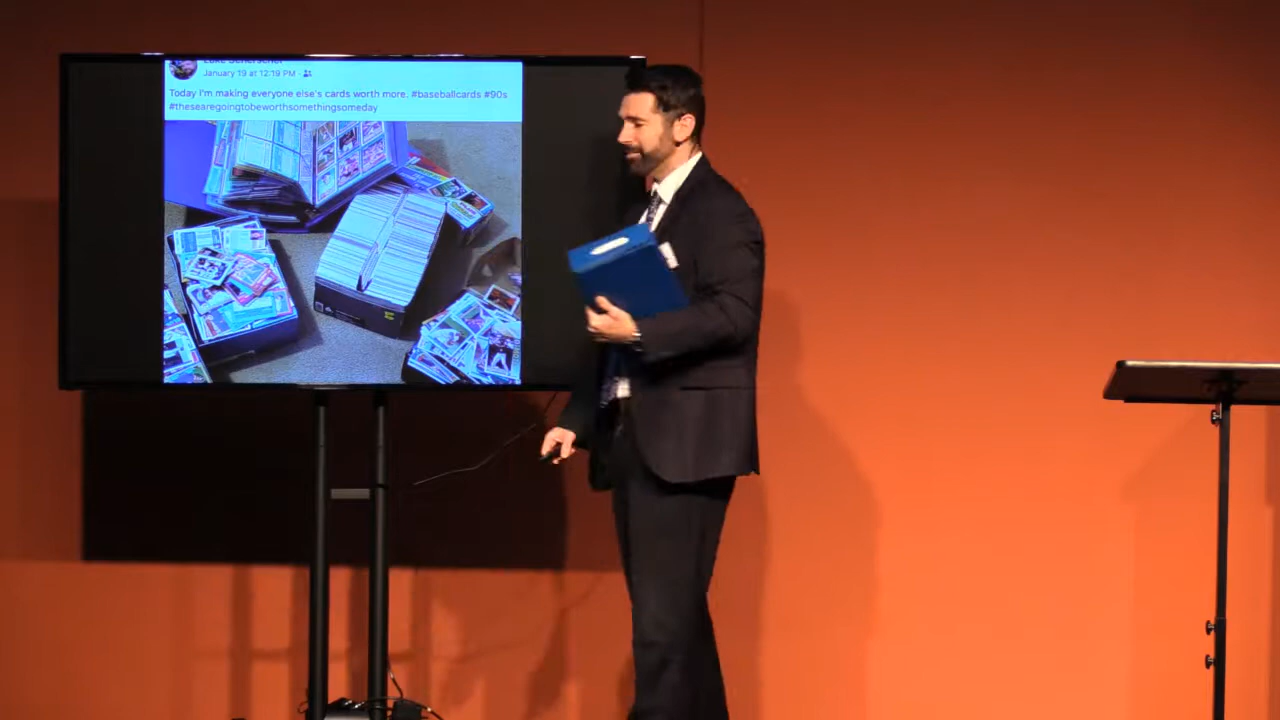 January 19 at 12:19 PM
Today I'm making everyone else's cards worth more. #baseballcards #90s
#thesearegoingtobeworthsomethingsomeday